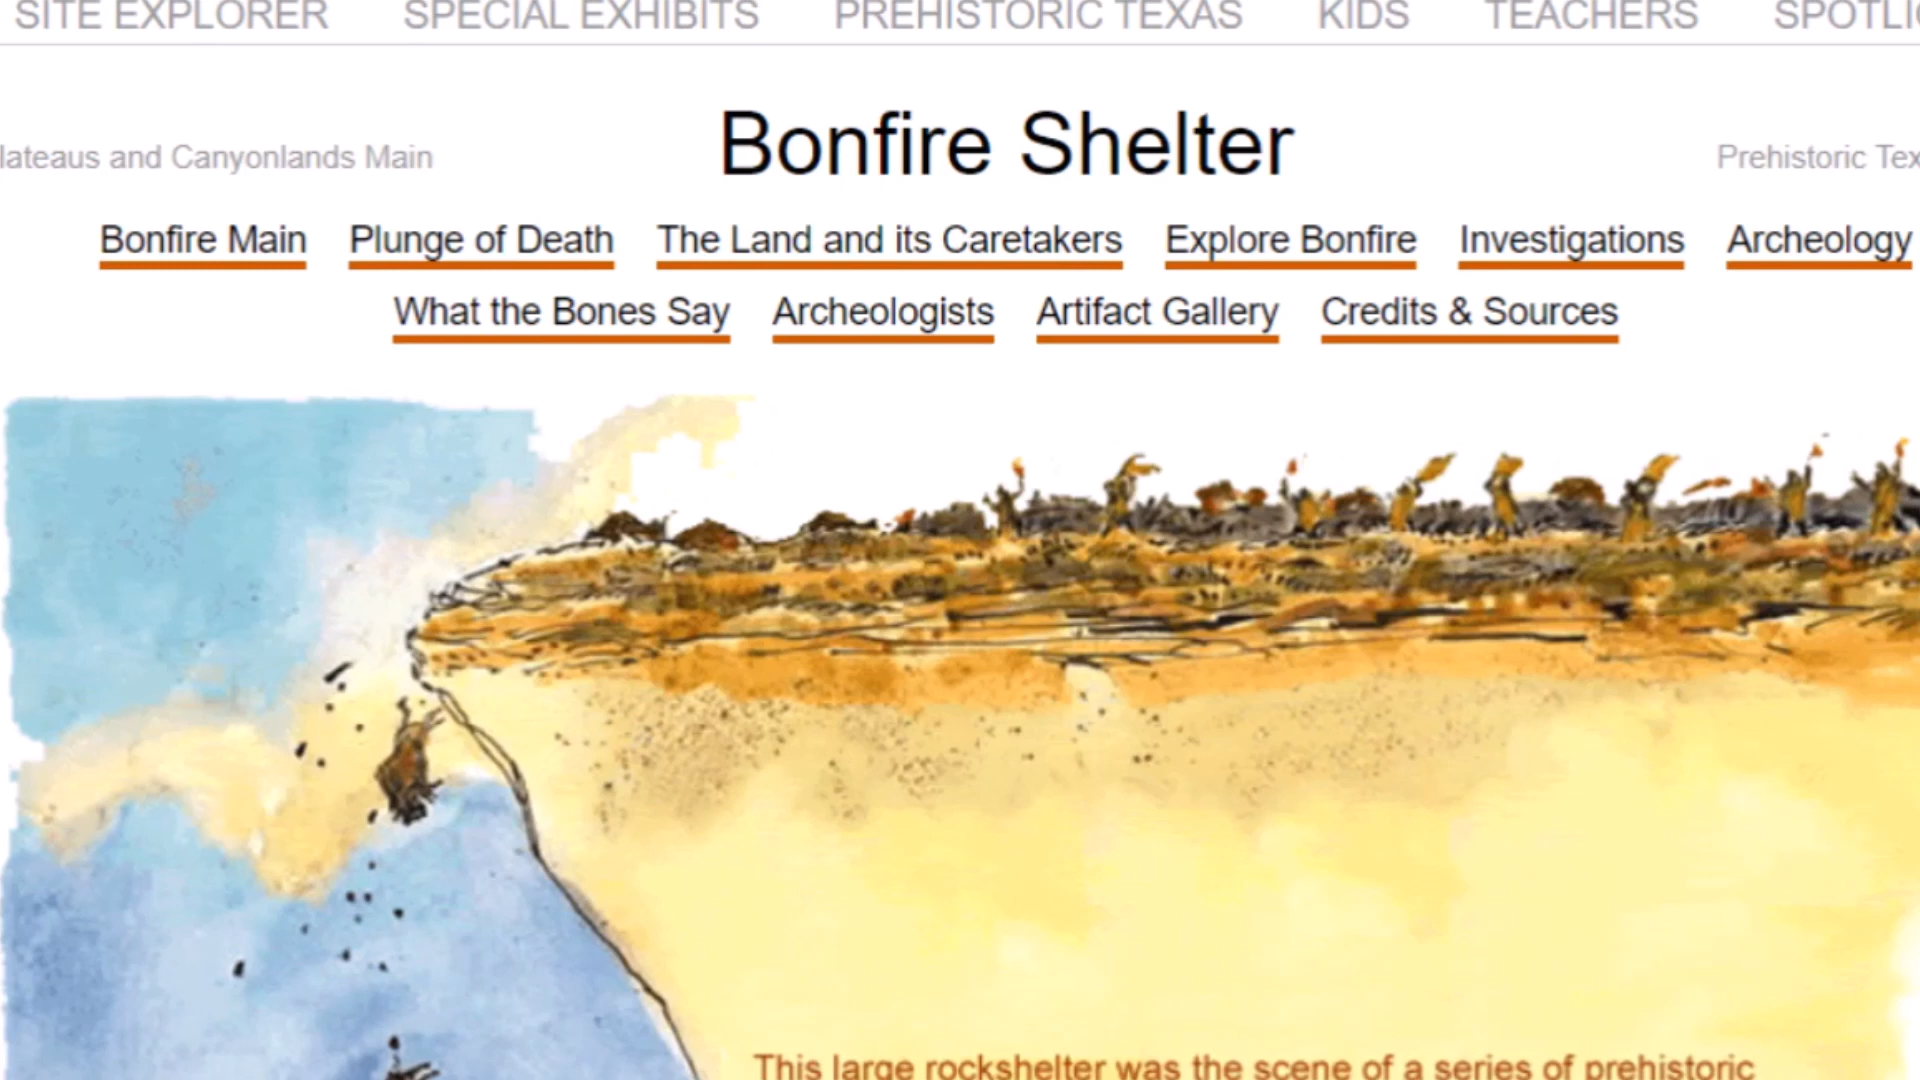 SITE EXPLORER SPECIAL EXHIBITS PREHISTORIC TEXAS KIDS TEACHERS
Bonfire Shelter
and Canyonlands Main Prehistoric
Bonfire Main Plunge of Death The Land and its Caretakers Explore Bonfire Investigations Archeology
What the Bones Say Archeologists Artifact Gallery Credits & Sources
This large rockshelter was the scene of a series of prehistoric